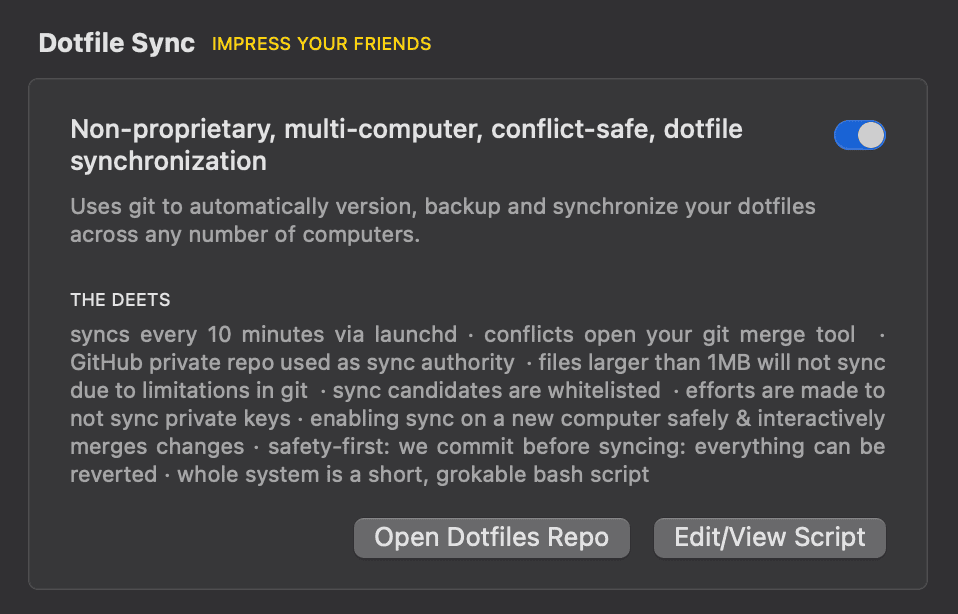 Dotfile Sync IMPRESS YOUR FRIENDS
Non-proprietary, multi-computer, conflict-safe, dotfile
synchronization
Uses git to automatically version, backup and synchronize your dotfiles
across any number of computers.
THE DEETS
syncs every 10 minutes via launchd · conflicts open your git merge tool ·
GitHub private repo used as sync authority · files larger than 1MB will not sync
due to limitations in git · sync candidates are whitelisted · efforts are made to
not sync private keys · enabling sync on a new computer safely & interactively
merges changes · safety-first: we commit before syncing: everything can be
reverted · whole system is a short, grokable bash script
Open Dotfiles Repo Edit/View Script